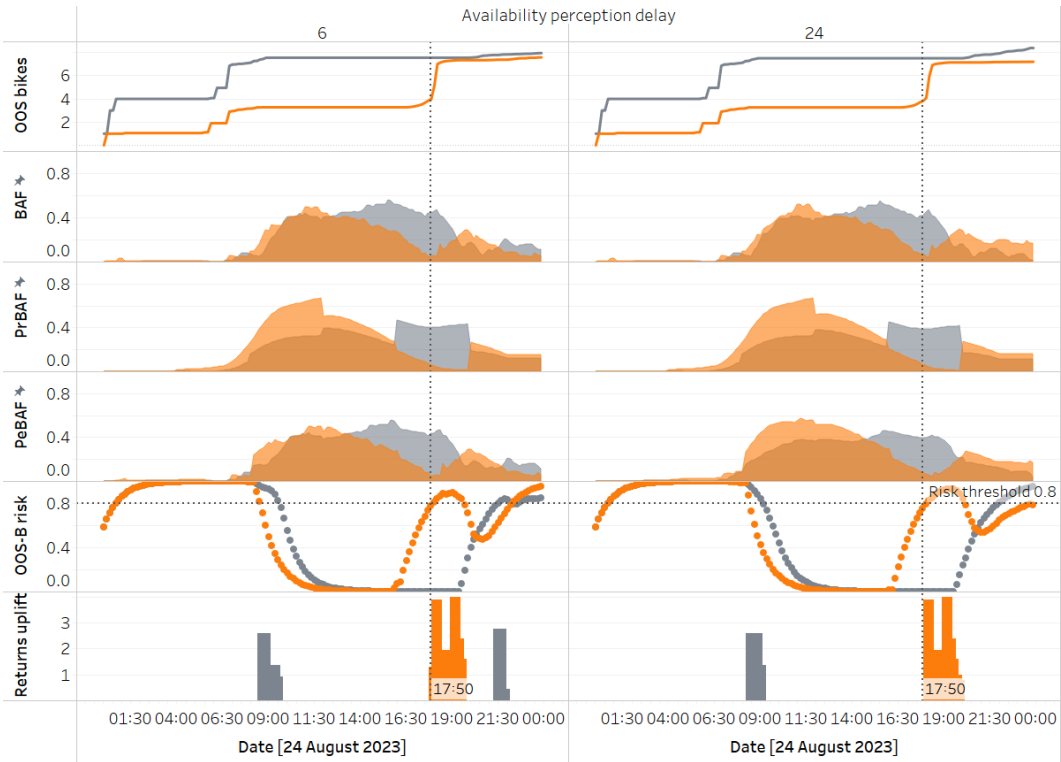 Availability perception delay
6 24
OOS bikes
6
4
2
BAF
0.8
0.4
0.0
PrBAF
0.8
0.4
0.0
PeBAF
0.8
0.4
0.0
OOS-B risk
0.8
0.4
0.0
Risk threshold 0.8
Returns uplift
3
2
1
17:50 17:50
01:30 04:00 06:30 09:00 11:30 14:00 16:30 19:00 21:30 00:00 01:30 04:00 06:30 09:00 11:30 14:00 16:30 19:00 21:30 00:00
Date [24 August 2023] Date [24 August 2023]